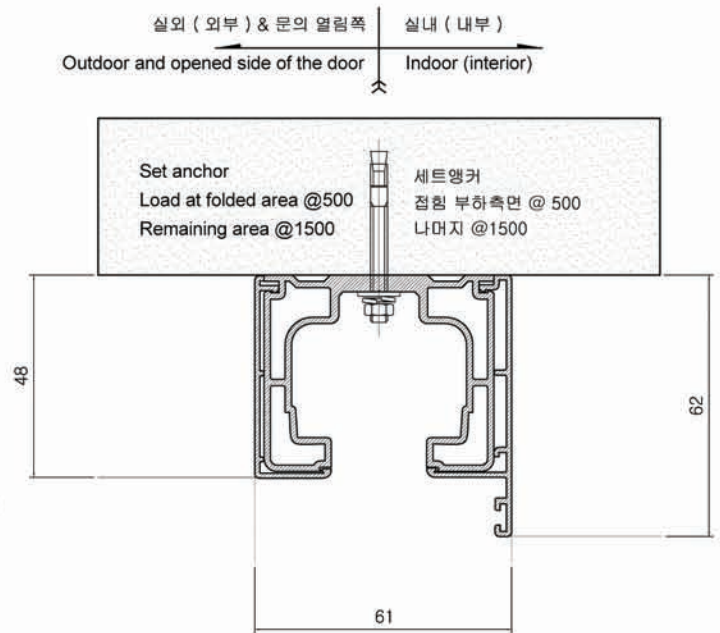 실외 ( 외부 ) & 문의 열림쪽
실내 ( 내부 )
Outdoor and opened side of the door
Indoor (interior)
Set anchor
Load at folded area @500
Remaining area @1500
세트앵커
접힘 부하측면 @ 500
나머지 @1500
48
62
61